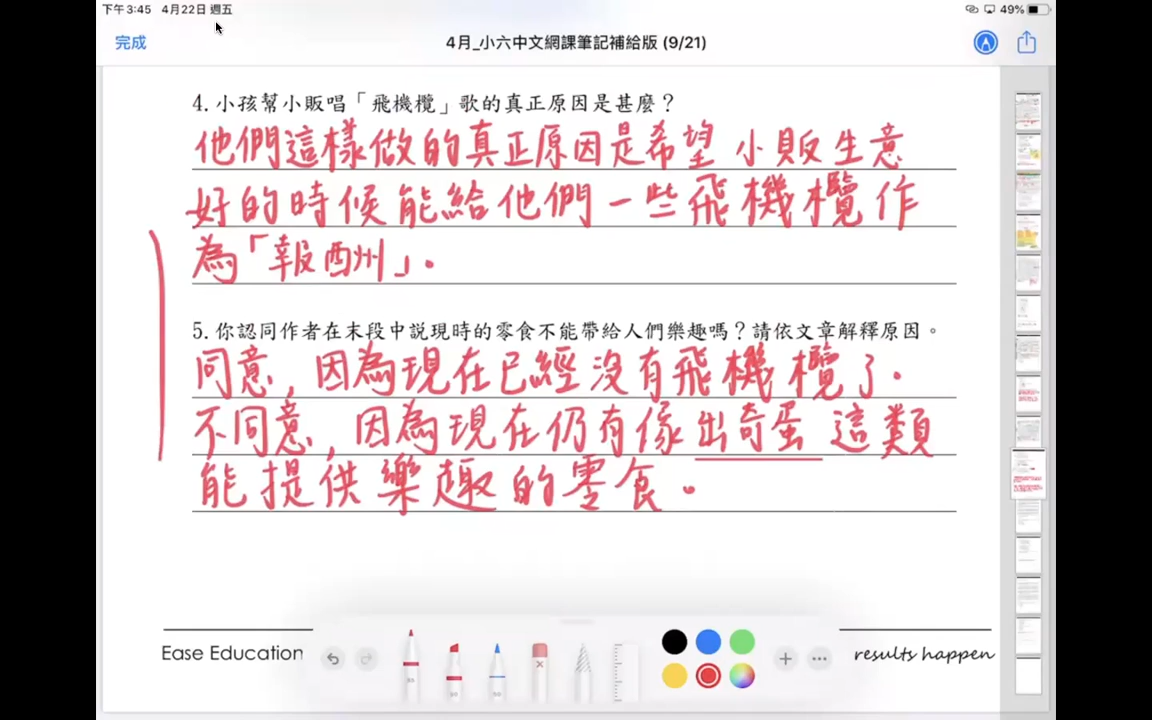 下午3:45 4月22日 週五
49%
完成
4月_小六中文網課筆記補給版 (9/21)
4. 小孩幫小販唱「飛機欖」歌的真正原因是甚麼？
他們這樣做的真正原因是希望 小販生意
好的時候能給他們一些飛機欖作
為「報酬」。
5. 你認同作者在末段中說現時的零食不能帶給人們樂趣嗎？請依文章解釋原因。
同意，因為現在已經沒有飛機欖了。
不同意，因為現在仍有像出奇蛋這類
能提供樂趣的零食。
Ease Education
results happen